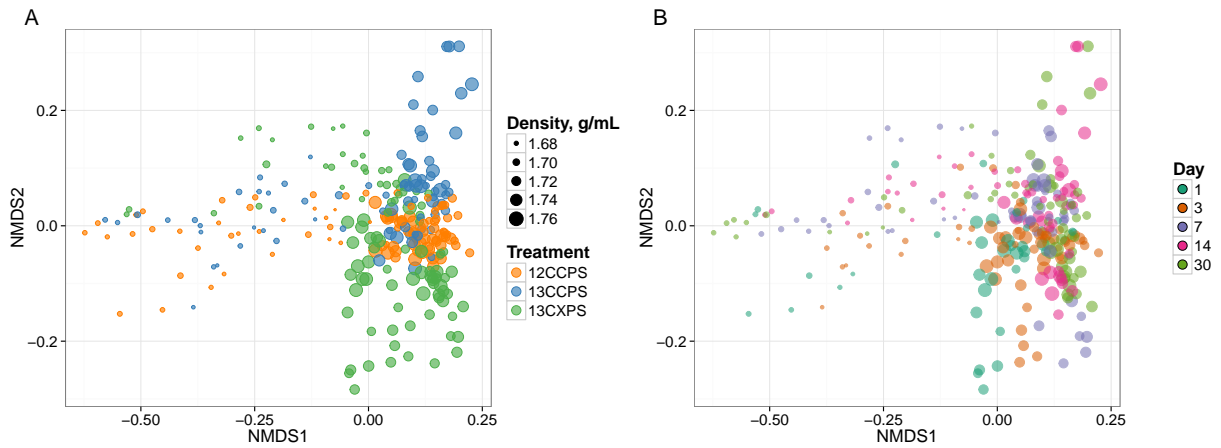 A
NMDS2
0.2
0.0
−0.2
−0.50
−0.25
0.00
0.25
NMDS1
Density, g/mL
1.68
1.70
1.72
1.74
1.76
Treatment
12CCPS
13CCPS
13CXPS
B
NMDS2
0.2
0.0
−0.2
−0.50
−0.25
0.00
0.25
NMDS1
Day
1
3
7
14
30